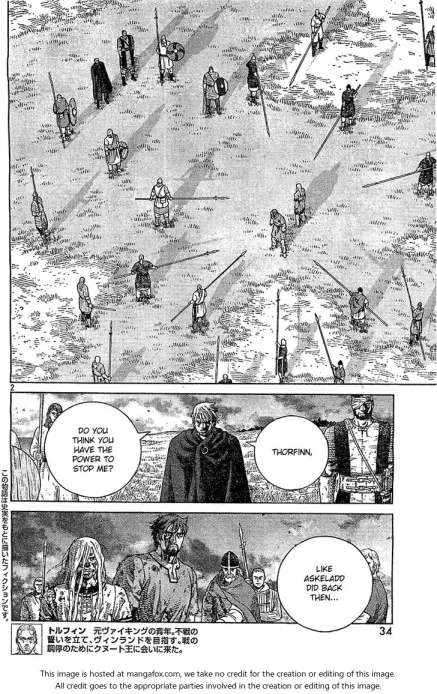 2
THORFINN,
DO YOU
THINK YOU
HAVE THE
POWER TO
STOP ME?
LIKE
ASKELADD
DID BACK
THEN...
34
この物語は史実をもとに描いたフィクションです。
トルフィン 元ヴァイキングの青年。不戦の
誓いを立て、ヴィンランドを目指す。戦の
調停のためにクヌート王に会いに来た。
This image is hosted at mangafox.com, we take no credit for the creation or editing of this image.
All credit goes to the appropriate parties involved in the creation or editing of this image.